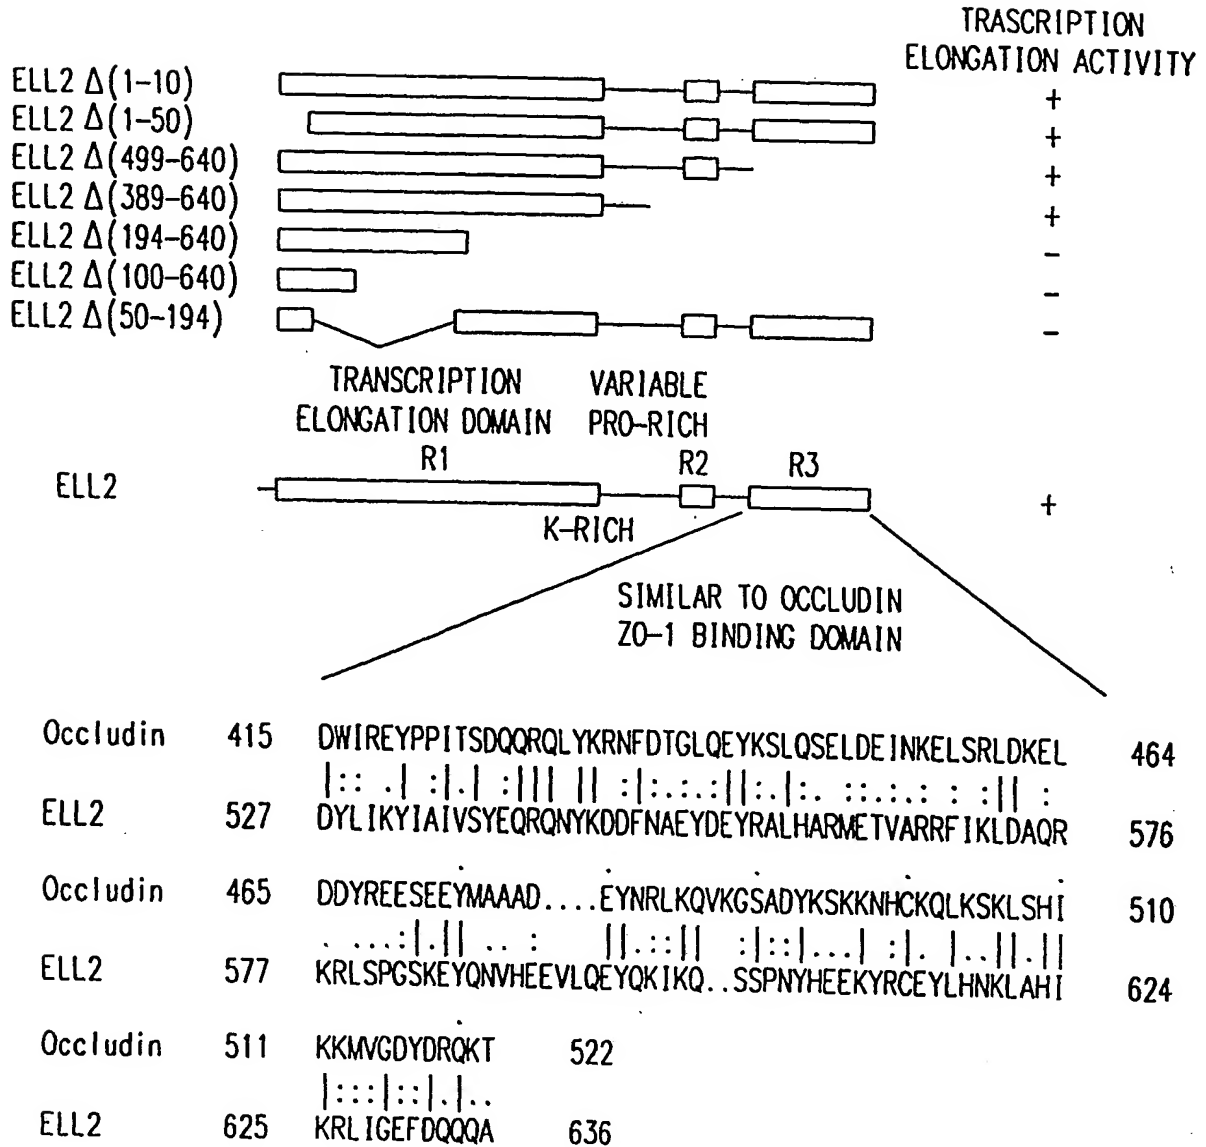 TRASCRIPTION
ELONGATION ACTIVITY
ELL2 Δ(1-10) +
ELL2 Δ(1-50) +
ELL2 Δ(499-640) +
ELL2 Δ(389-640) +
ELL2 Δ(194-640) -
ELL2 Δ(100-640) -
ELL2 Δ(50-194) -
TRANSCRIPTION VARIABLE
ELONGATION DOMAIN PRO-RICH
R1 R2 R3
ELL2 +
K-RICH
SIMILAR TO OCCLUDIN
ZO-1 BINDING DOMAIN
Occludin 415 DWIREYPPITSDQQRQLYKRNFDTGLQEYKSLQSELDEINKELSRLDKEL 464
|:: .| :|.| :||| || :|:.:.:||:.|:. ::.:.: : :|| :
ELL2 527 DYLIKYIAIVSYEQRQNYKDDFNAEYDEYRALHARMETVARRFIKLDAQR 576
Occludin 465 DDYREESEEYMAAAD....EYNRLKQVKGSADYKSKKNHCKQLKSKLSHI 510
. ...:|.|| .. : ||.::|| :|::|...| :|. |..||.||
ELL2 577 KRLSPGSKEYQNVHEEVLQEYQKIKQ..SSPNYHEEKYRCEYLHNKLAHI 624
Occludin 511 KKMVGDYDRQKT 522
|:::|::|.|..
ELL2 625 KRLIGEFDQQQA 636